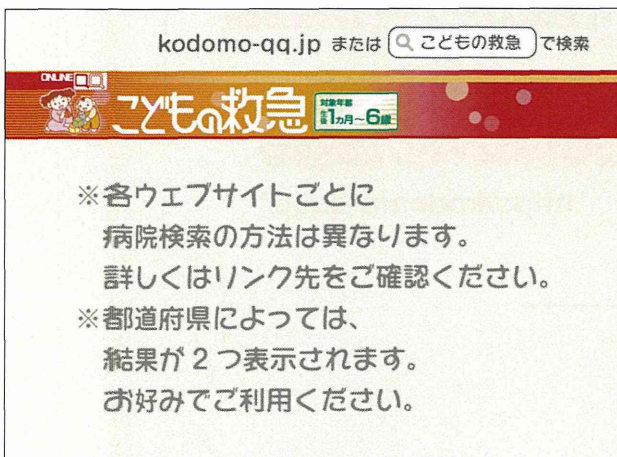 kodomo-qq.jp または こどもの救急 で検索
ONLINE QQ
こどもの救急 対象年齢 生後1ヵ月～6歳
※各ウェブサイトごとに
病院検索の方法は異なります。
詳しくはリンク先をご確認ください。
※都道府県によっては、
結果が2つ表示されます。
お好みでご利用ください。